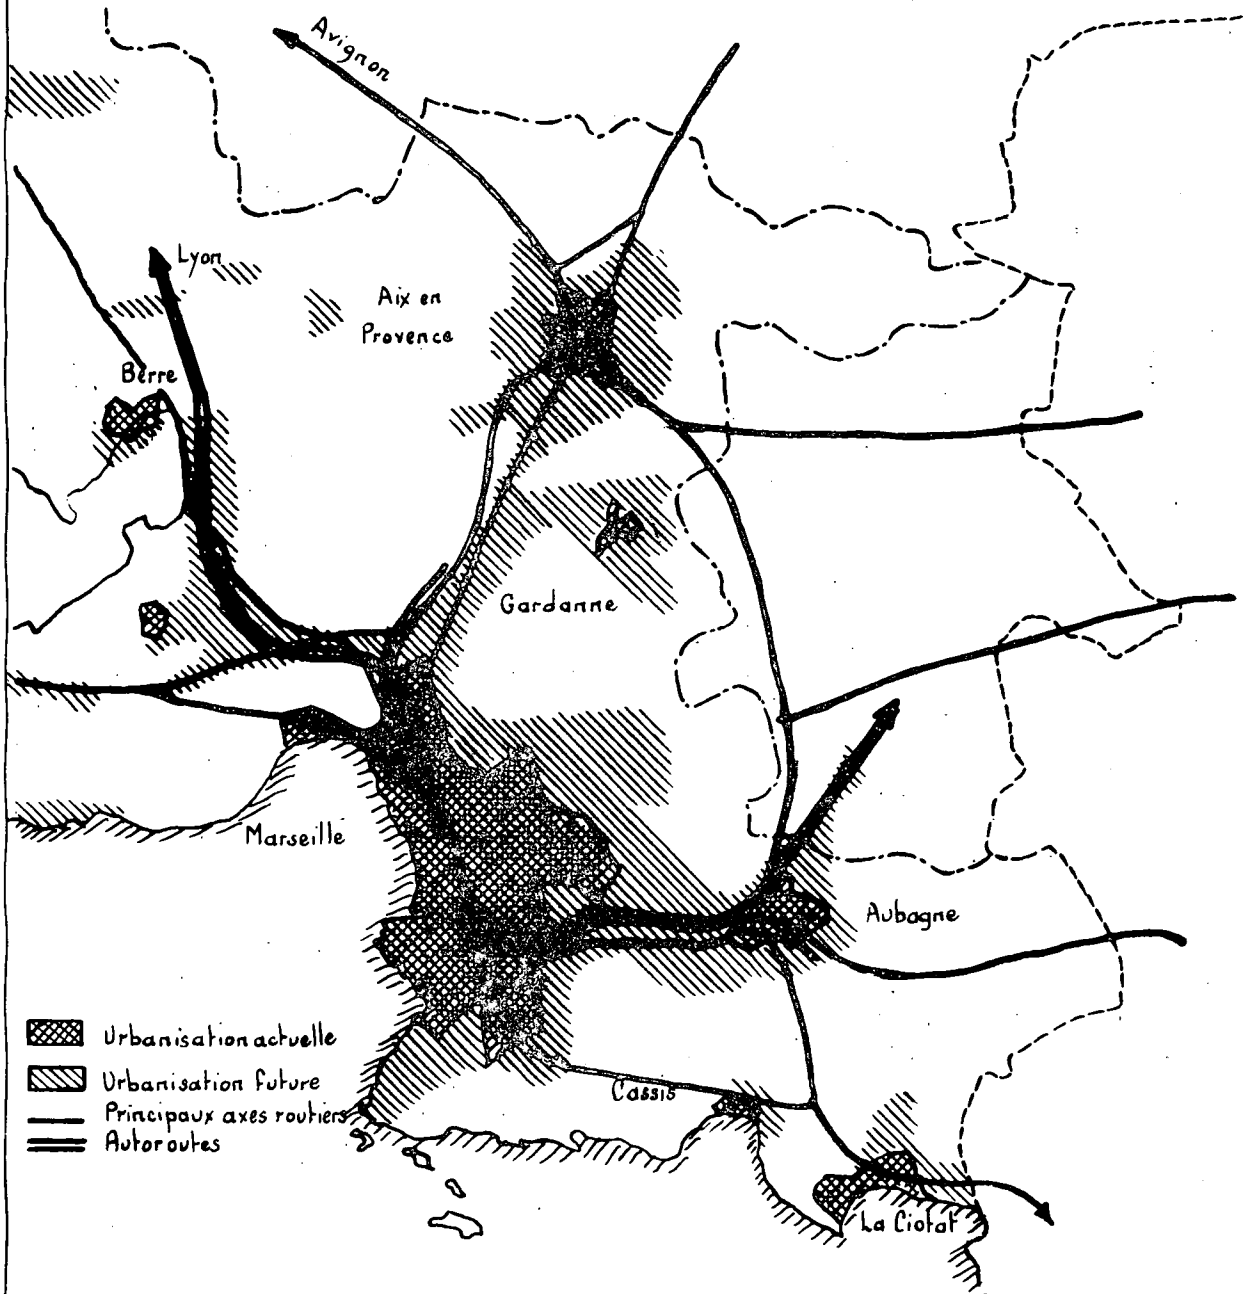 Avignon
Lyon
Aix en
Provence
Berre
Gardanne
Marseille
Aubagne
Urbanisation actuelle
Urbanisation future
Principaux axes routiers
Autoroutes
Cassis
La Ciotat